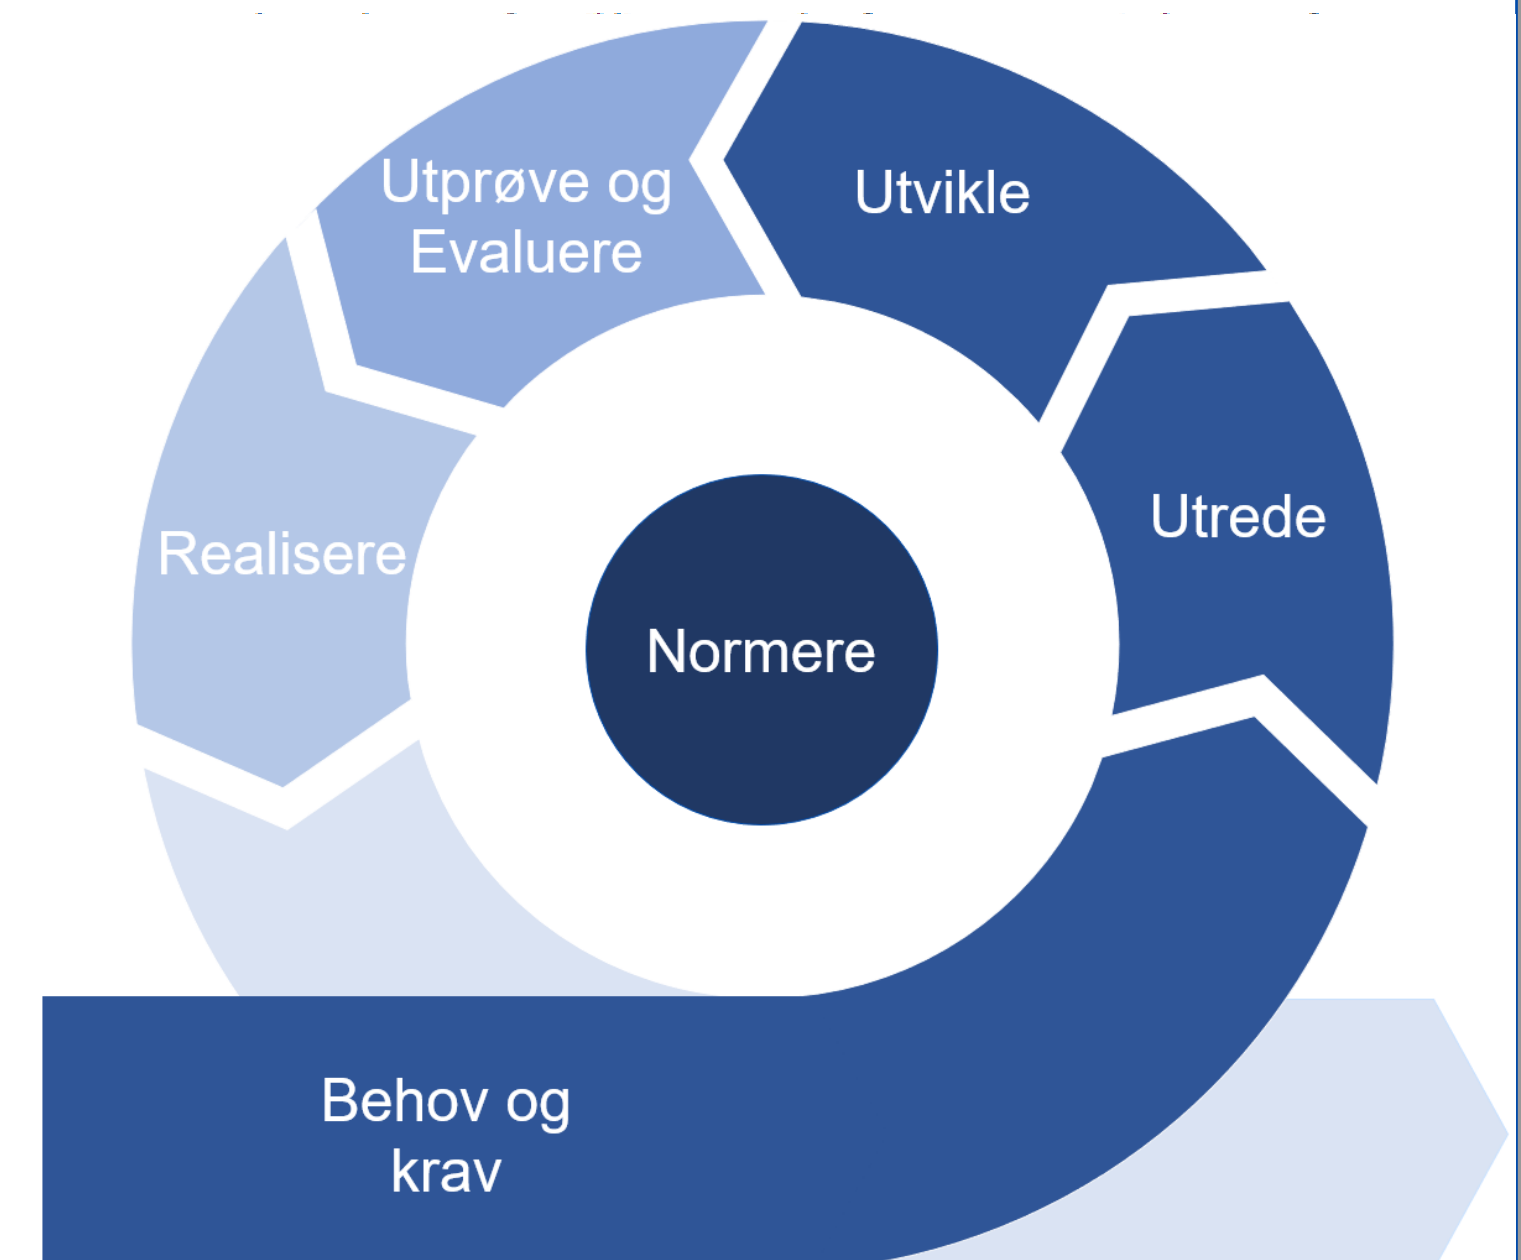 Utprøve og
Evaluere
Utvikle
Utrede
Realisere
Normere
Behov og
krav